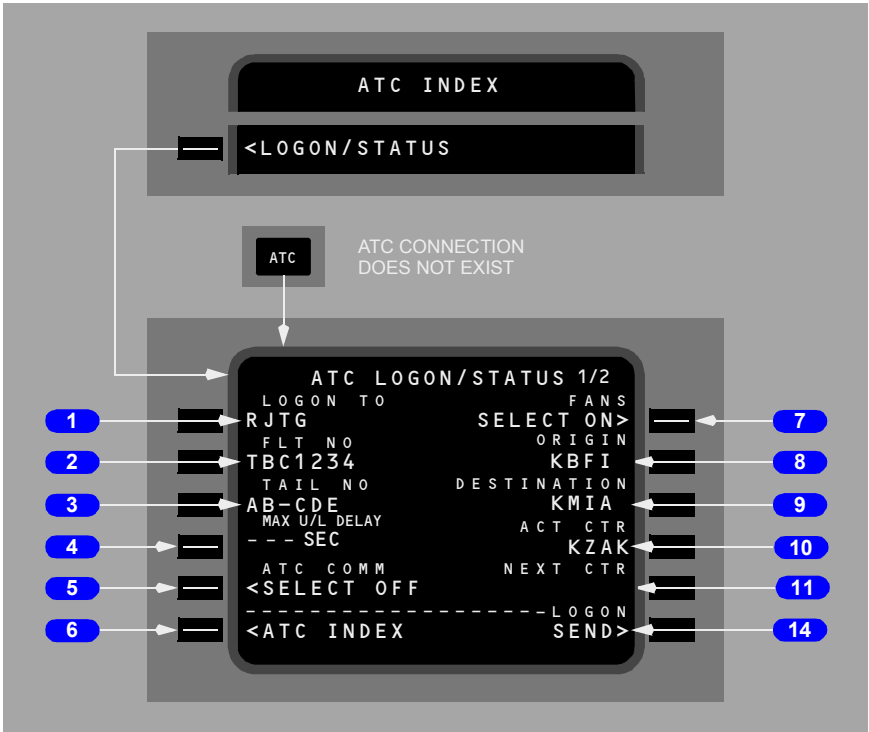 ATC INDEX
<LOGON/STATUS
ATC
ATC CONNECTION
DOES NOT EXIST
ATC LOGON/STATUS 1/2
LOGON TO FANS
1 RJTG SELECT ON> 7
FLT NO ORIGIN
2 TBC1234 KBFI 8
TAIL NO DESTINATION
3 AB-CDE KMIA 9
MAX U/L DELAY ACT CTR
4 --- SEC KZAK 10
ATC COMM NEXT CTR
5 <SELECT OFF 11
-------------------LOGON
6 <ATC INDEX SEND> 14